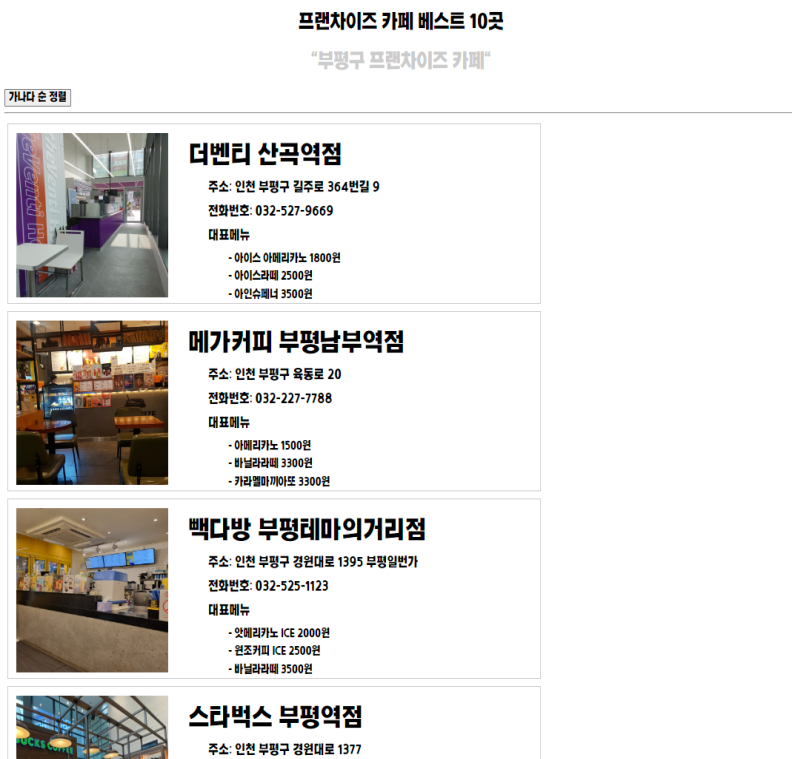 프랜차이즈 카페 베스트 10곳
"부평구 프랜차이즈 카페"
가나다 순 정렬
더벤티 산곡역점
주소: 인천 부평구 길주로 364번길 9
전화번호: 032-527-9669
대표메뉴
- 아이스 아메리카노 1800원
- 아이스라떼 2500원
- 아인슈페너 3500원
메가커피 부평남부역점
주소: 인천 부평구 육동로 20
전화번호: 032-227-7788
대표메뉴
- 아메리카노 1500원
- 바닐라라떼 3300원
- 카라멜마끼아또 3300원
빽다방 부평테마의거리점
주소: 인천 부평구 경원대로 1395 부평일번가
전화번호: 032-525-1123
대표메뉴
- 앗메리카노 ICE 2000원
- 원조커피 ICE 2500원
- 바닐라라떼 3500원
스타벅스 부평역점
UCKS COFFEE
주소: 인천 부평구 경원대로 1377